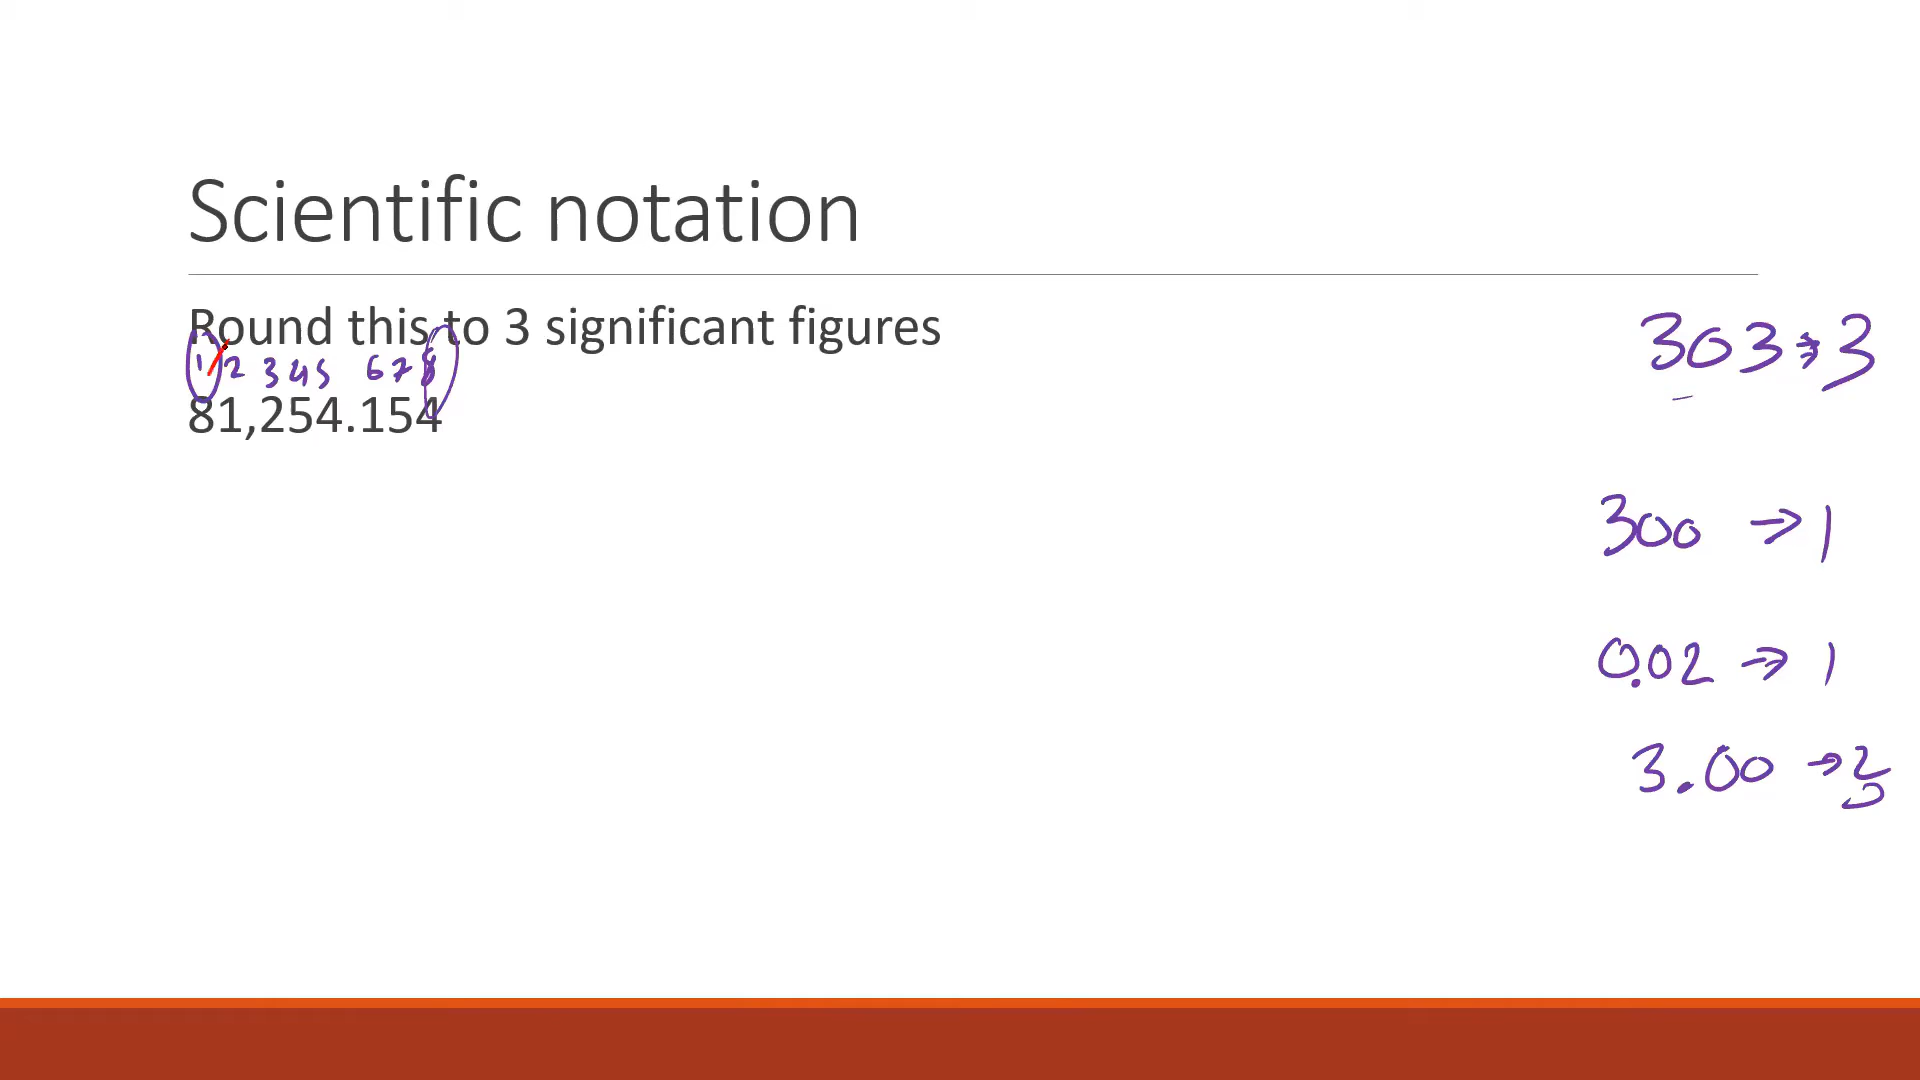 Scientific notation
Round this to 3 significant figures
1 2 3 4 5 6 7 8
81,254.154
303 → 3
300 → 1
0.02 → 1
3.00 → 2